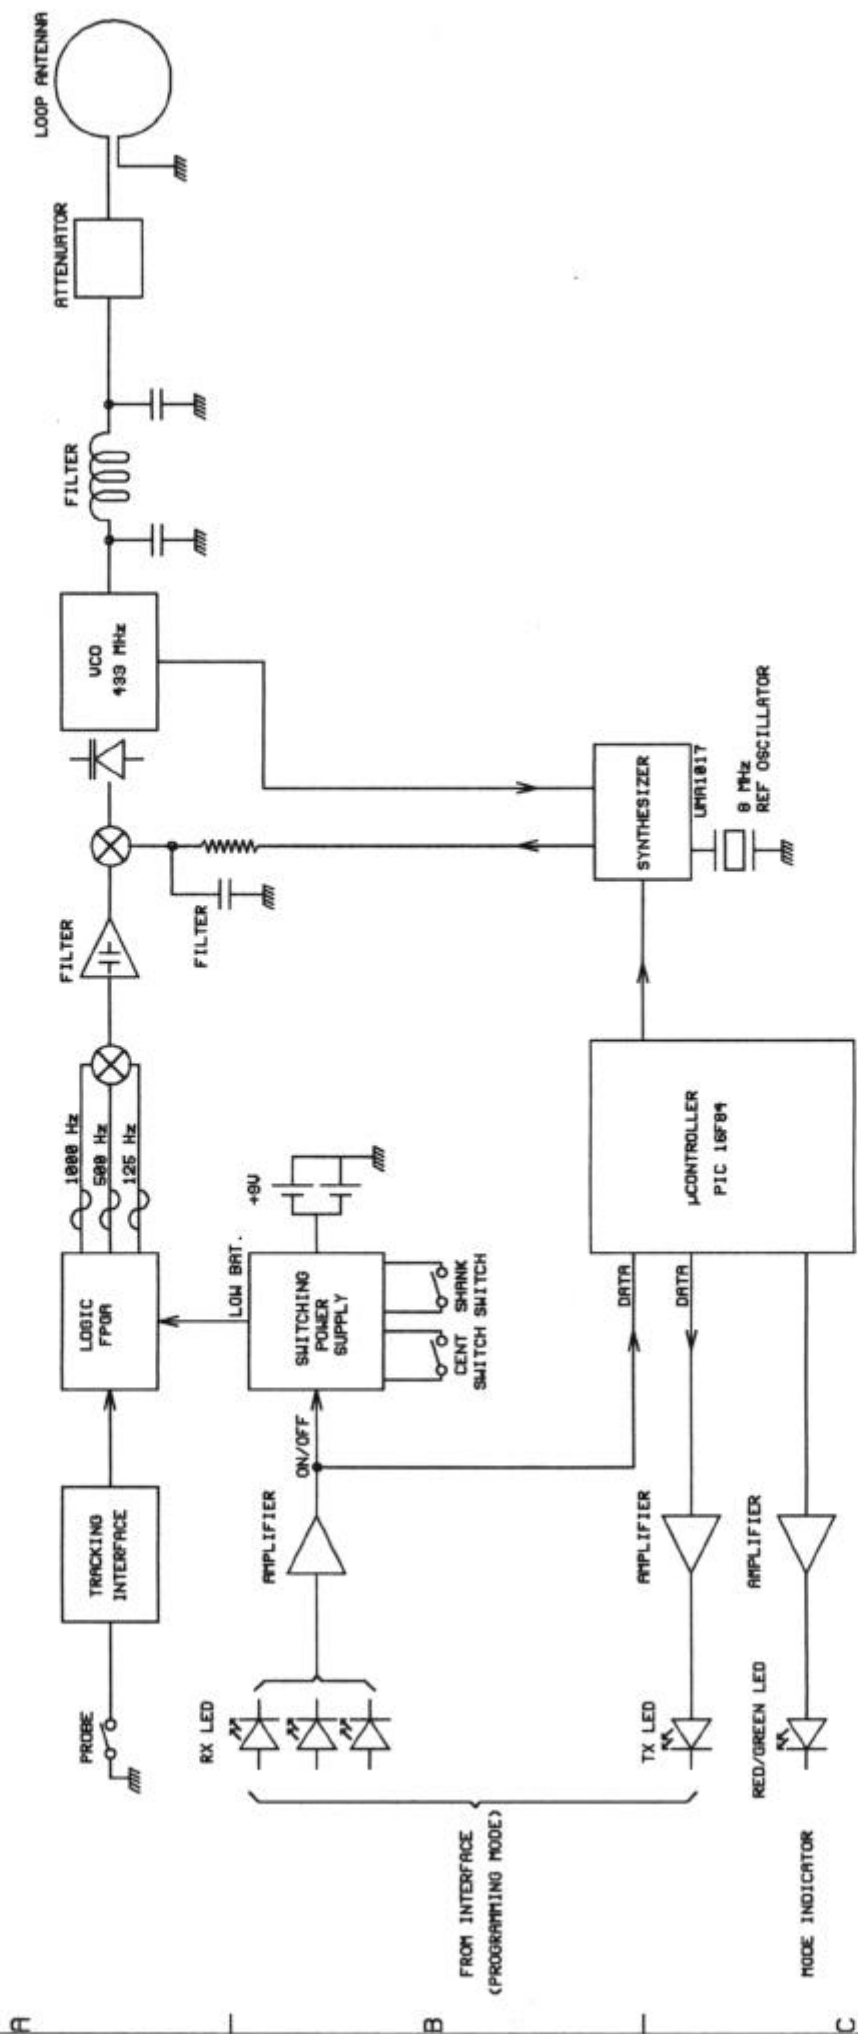 LOOP ANTENNA
ATTENUATOR
FILTER
VCO
433 MHz
FILTER
FILTER
1000 Hz
500 Hz
125 Hz
LOGIC
FPGA
TRACKING
INTERFACE
PROBE
LOW BAT.
+9V
SWITCHING
POWER
SUPPLY
CENT SHANK
SWITCH SWITCH
ON/OFF
AMPLIFIER
RX LED
SYNTHESIZER
UMA1017
8 MHz
REF OSCILLATOR
µCONTROLLER
PIC 16F84
DATA
DATA
AMPLIFIER
AMPLIFIER
TX LED
RED/GREEN LED
FROM INTERFACE
(PROGRAMMING MODE)
MODE INDICATOR
A
B
C